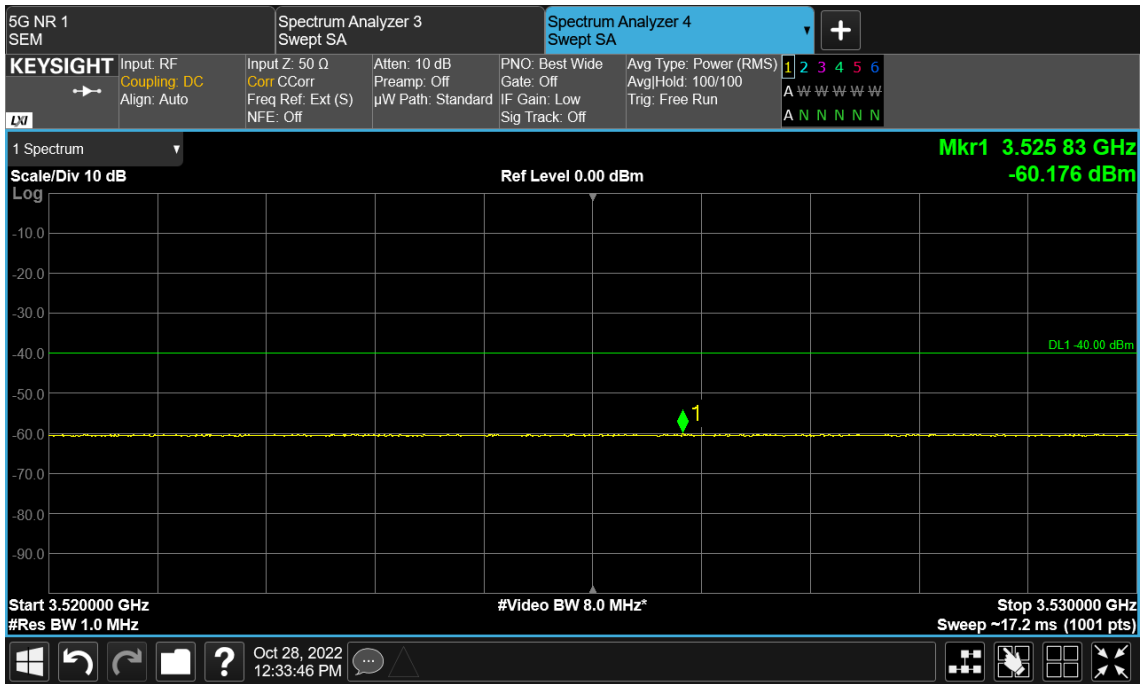 5G NR 1
SEM
Spectrum Analyzer 3
Swept SA
Spectrum Analyzer 4
Swept SA
KEYSIGHT
LXI
Input: RF
Coupling: DC
Align: Auto
Input Z: 50 Ω
Corr CCorr
Freq Ref: Ext (S)
NFE: Off
Atten: 10 dB
Preamp: Off
µW Path: Standard
PNO: Best Wide
Gate: Off
IF Gain: Low
Sig Track: Off
Avg Type: Power (RMS)
Avg|Hold: 100/100
Trig: Free Run
1 2 3 4 5 6
A W W W W W
A N N N N N
1 Spectrum
Mkr1 3.525 83 GHz
-60.176 dBm
Scale/Div 10 dB
Ref Level 0.00 dBm
Log
-10.0
-20.0
-30.0
-40.0
-50.0
-60.0
-70.0
-80.0
-90.0
DL1 -40.00 dBm
1
Start 3.520000 GHz
#Video BW 8.0 MHz*
Stop 3.530000 GHz
#Res BW 1.0 MHz
Sweep ~17.2 ms (1001 pts)
?
Oct 28, 2022
12:33:46 PM